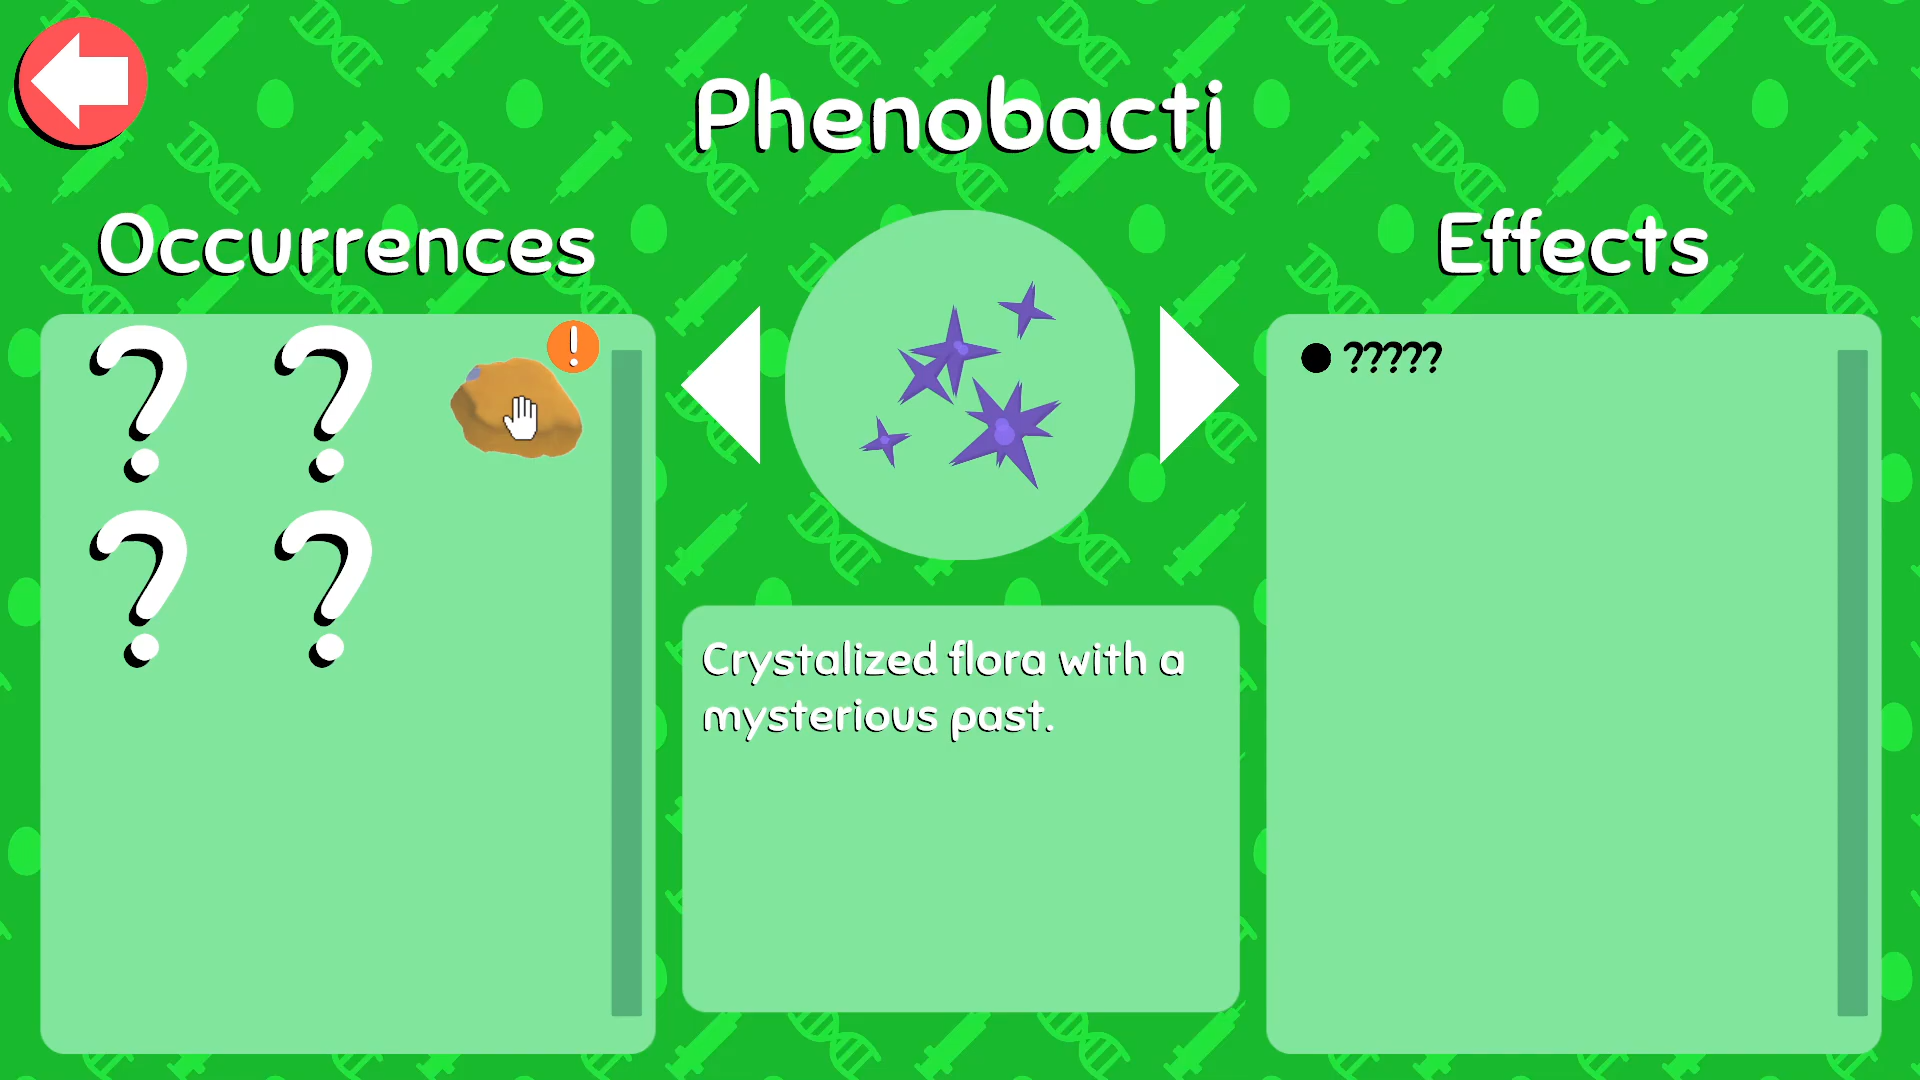 Phenobacti
Occurrences
Effects
? ?
!
? ?
?????
Crystalized flora with a
mysterious past.